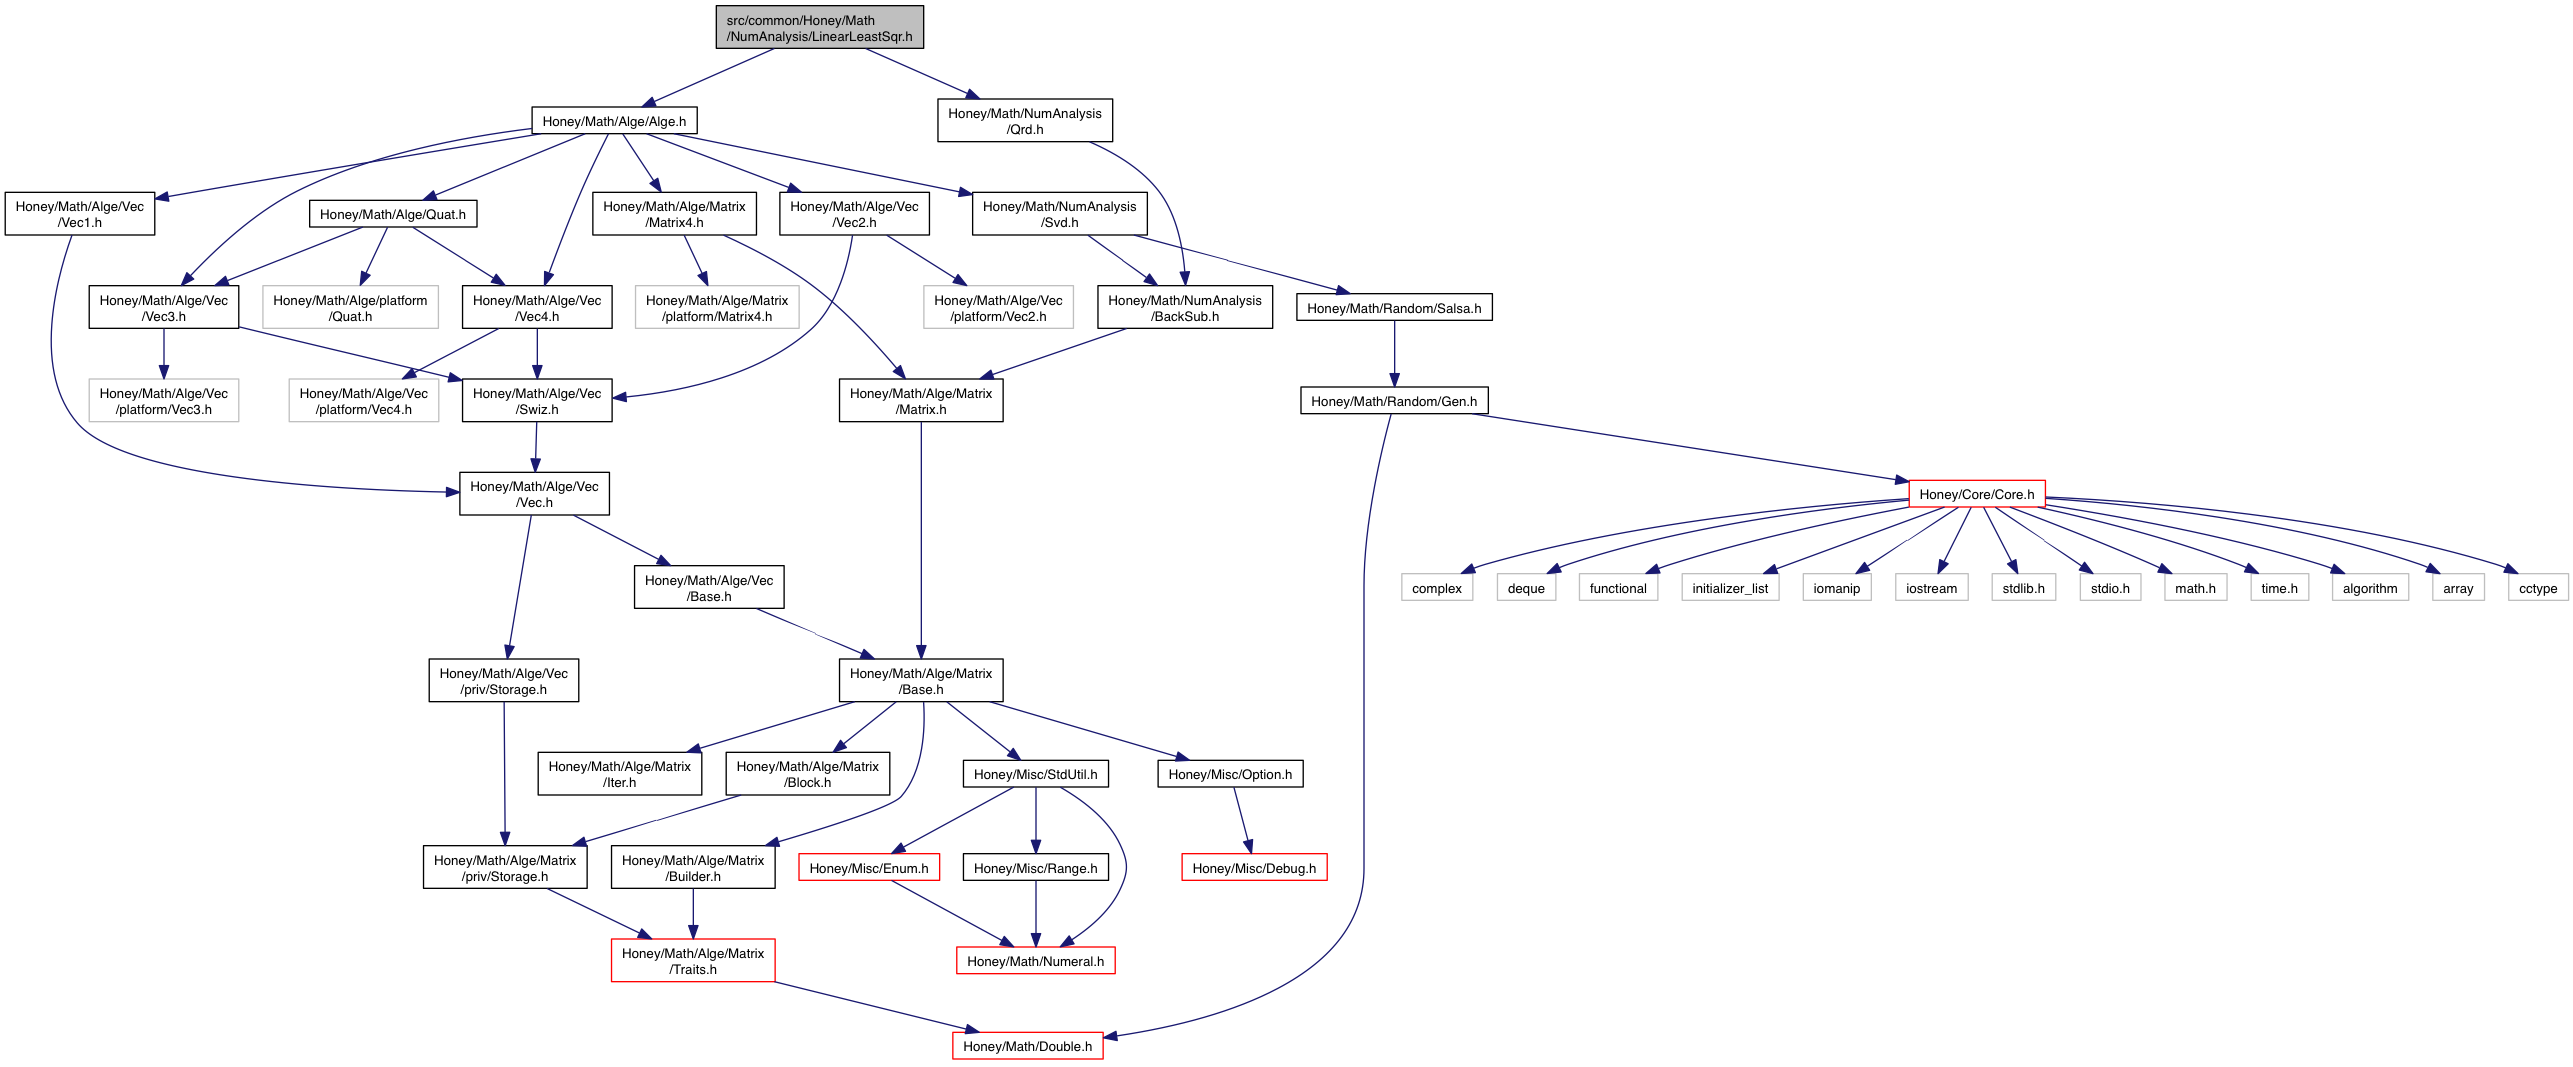 src/common/Honey/Math
/NumAnalysis/LinearLeastSqr.h
Honey/Math/Alge/Alge.h
Honey/Math/NumAnalysis
/Qrd.h
Honey/Math/Alge/Vec
/Vec1.h
Honey/Math/Alge/Quat.h
Honey/Math/Alge/Matrix
/Matrix4.h
Honey/Math/Alge/Vec
/Vec2.h
Honey/Math/NumAnalysis
/Svd.h
Honey/Math/Alge/Vec
/Vec3.h
Honey/Math/Alge/platform
/Quat.h
Honey/Math/Alge/Vec
/Vec4.h
Honey/Math/Alge/Matrix
/platform/Matrix4.h
Honey/Math/Alge/Vec
/platform/Vec2.h
Honey/Math/NumAnalysis
/BackSub.h
Honey/Math/Random/Salsa.h
Honey/Math/Alge/Vec
/platform/Vec3.h
Honey/Math/Alge/Vec
/platform/Vec4.h
Honey/Math/Alge/Vec
/Swiz.h
Honey/Math/Alge/Matrix
/Matrix.h
Honey/Math/Random/Gen.h
Honey/Math/Alge/Vec
/Vec.h
Honey/Core/Core.h
Honey/Math/Alge/Vec
/Base.h
complex
deque
functional
initializer_list
iomanip
iostream
stdlib.h
stdio.h
math.h
time.h
algorithm
array
cctype
Honey/Math/Alge/Vec
/priv/Storage.h
Honey/Math/Alge/Matrix
/Base.h
Honey/Math/Alge/Matrix
/Iter.h
Honey/Math/Alge/Matrix
/Block.h
Honey/Misc/StdUtil.h
Honey/Misc/Option.h
Honey/Math/Alge/Matrix
/priv/Storage.h
Honey/Math/Alge/Matrix
/Builder.h
Honey/Misc/Enum.h
Honey/Misc/Range.h
Honey/Misc/Debug.h
Honey/Math/Alge/Matrix
/Traits.h
Honey/Math/Numeral.h
Honey/Math/Double.h